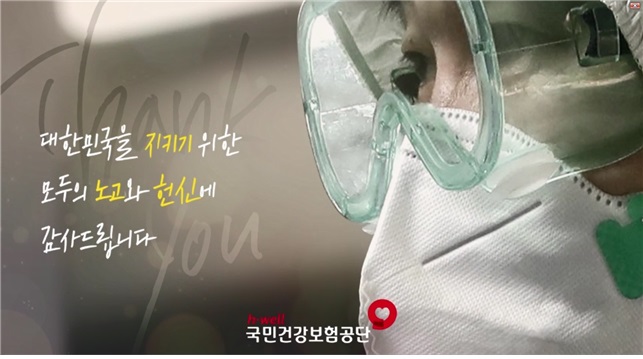 Thank
대한민국을 지키기 위한
모두의 노고와 헌신에
감사드립니다
you
h-well
국민건강보험공단